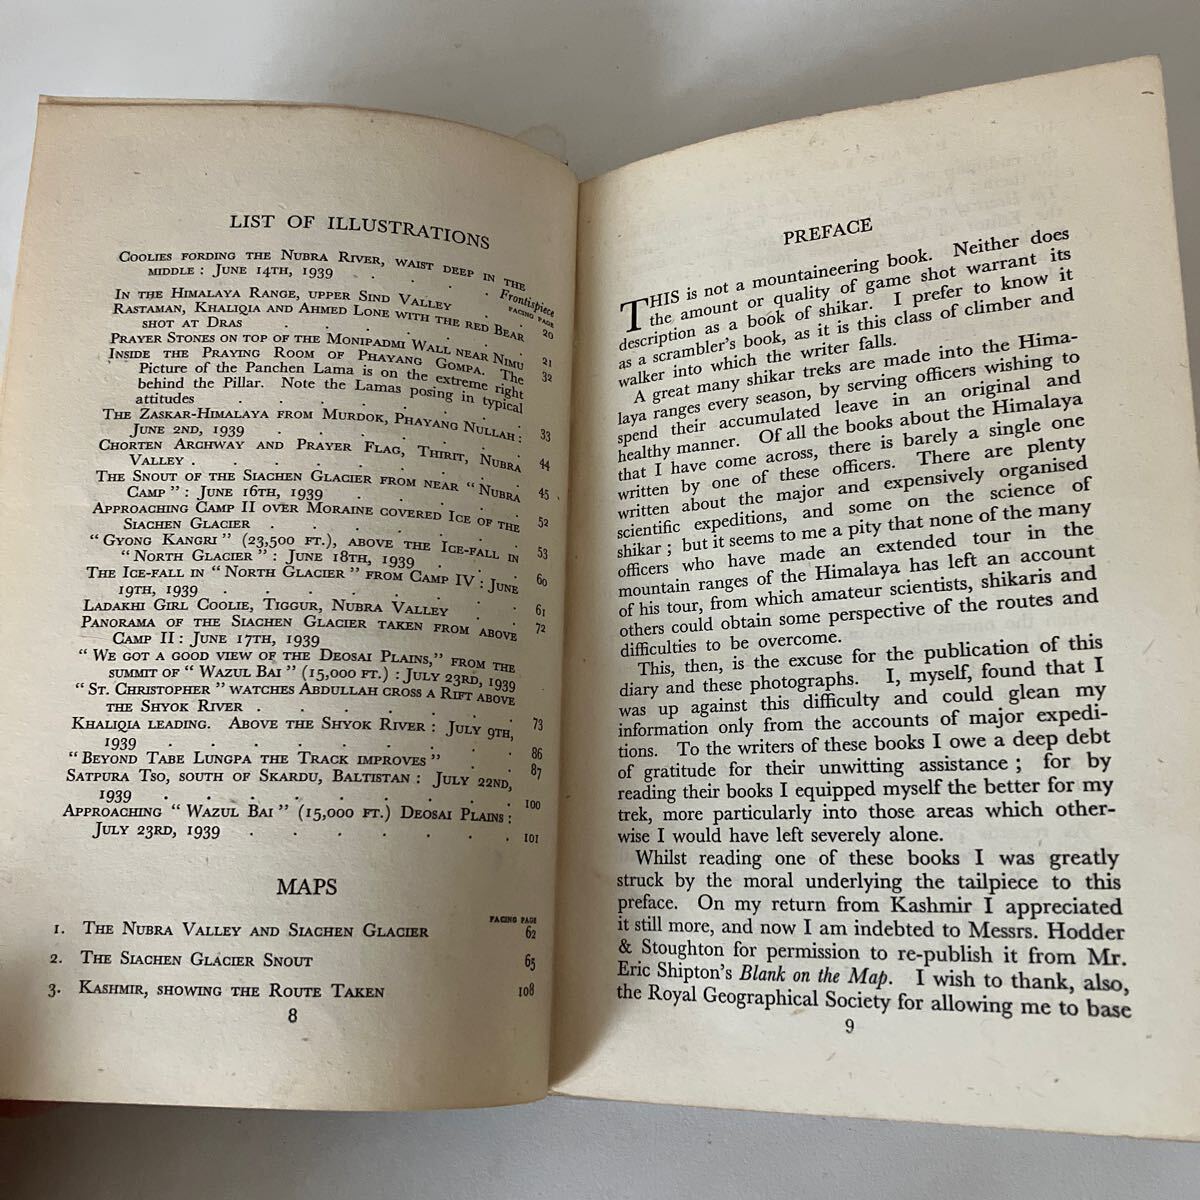 LIST OF ILLUSTRATIONS
COOLIES FORDING THE NUBRA RIVER, WAIST DEEP IN THE
MIDDLE : JUNE 14TH, 1939 . . . Frontispiece
FACING PAGE
IN THE HIMALAYA RANGE, UPPER SIND VALLEY . . 20
RASTAMAN, KHALIQIA AND AHMED LONE WITH THE RED BEAR
SHOT AT DRAS . . . . . . . 21
PRAYER STONES ON TOP OF THE MONIPADMI WALL NEAR NIMU 32
INSIDE THE PRAYING ROOM OF PHAYANG GOMPA. The
Picture of the Panchen Lama is on the extreme right
behind the Pillar. Note the Lamas posing in typical
attitudes . . . . . . . . 33
THE ZASKAR-HIMALAYA FROM MURDOK, PHAYANG NULLAH :
JUNE 2ND, 1939 . . . . . . . 44
CHORTEN ARCHWAY AND PRAYER FLAG, THIRIT, NUBRA
VALLEY . . . . . . . . 45
THE SNOUT OF THE SIACHEN GLACIER FROM NEAR "NUBRA
CAMP" : JUNE 16TH, 1939 . . . . . 52
APPROACHING CAMP II OVER MORAINE COVERED ICE OF THE
SIACHEN GLACIER . . . . . . . 53
"GYONG KANGRI" (23,500 FT.), ABOVE THE ICE-FALL IN
"NORTH GLACIER" : JUNE 18TH, 1939 . . . 60
THE ICE-FALL IN "NORTH GLACIER" FROM CAMP IV : JUNE
19TH, 1939 . . . . . . . . 61
LADAKHI GIRL COOLIE, TIGGUR, NUBRA VALLEY . . 72
PANORAMA OF THE SIACHEN GLACIER TAKEN FROM ABOVE
CAMP II : JUNE 17TH, 1939
"WE GOT A GOOD VIEW OF THE DEOSAI PLAINS," FROM THE
SUMMIT OF "WAZUL BAI" (15,000 FT.) : JULY 23RD, 1939
"ST. CHRISTOPHER" WATCHES ABDULLAH CROSS A RIFT ABOVE
THE SHYOK RIVER . . . . . . . 73
KHALIQIA LEADING. ABOVE THE SHYOK RIVER : JULY 9TH,
1939 . . . . . . . . . 86
"BEYOND TABE LUNGPA THE TRACK IMPROVES" . . 87
SATPURA TSO, SOUTH OF SKARDU, BALTISTAN : JULY 22ND,
1939 . . . . . . . . . 100
APPROACHING "WAZUL BAI" (15,000 FT.) DEOSAI PLAINS :
JULY 23RD, 1939 . . . . . . . 101
MAPS
FACING PAGE
1. THE NUBRA VALLEY AND SIACHEN GLACIER 62
2. THE SIACHEN GLACIER SNOUT 65
3. KASHMIR, SHOWING THE ROUTE TAKEN 108
8
PREFACE
THIS is not a mountaineering book. Neither does
the amount or quality of game shot warrant its
description as a book of shikar. I prefer to know it
as a scrambler's book, as it is this class of climber and
walker into which the writer falls.
A great many shikar treks are made into the Hima-
laya ranges every season, by serving officers wishing to
spend their accumulated leave in an original and
healthy manner. Of all the books about the Himalaya
that I have come across, there is barely a single one
written by one of these officers. There are plenty
written about the major and expensively organised
scientific expeditions, and some on the science of
shikar ; but it seems to me a pity that none of the many
officers who have made an extended tour in the
mountain ranges of the Himalaya has left an account
of his tour, from which amateur scientists, shikaris and
others could obtain some perspective of the routes and
difficulties to be overcome.
This, then, is the excuse for the publication of this
diary and these photographs. I, myself, found that I
was up against this difficulty and could glean my
information only from the accounts of major expedi-
tions. To the writers of these books I owe a deep debt
of gratitude for their unwitting assistance ; for by
reading their books I equipped myself the better for my
trek, more particularly into those areas which other-
wise I would have left severely alone.
Whilst reading one of these books I was greatly
struck by the moral underlying the tailpiece to this
preface. On my return from Kashmir I appreciated
it still more, and now I am indebted to Messrs. Hodder
& Stoughton for permission to re-publish it from Mr.
Eric Shipton's Blank on the Map. I wish to thank, also,
the Royal Geographical Society for allowing me to base
9